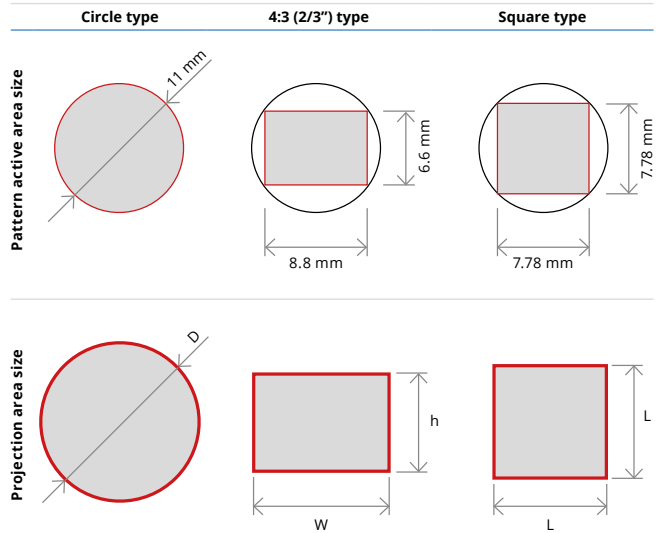 Circle type
4:3 (2/3”) type
Square type
Pattern active area size
11 mm
6.6 mm
8.8 mm
7.78 mm
7.78 mm
Projection area size
D
h
W
L
L